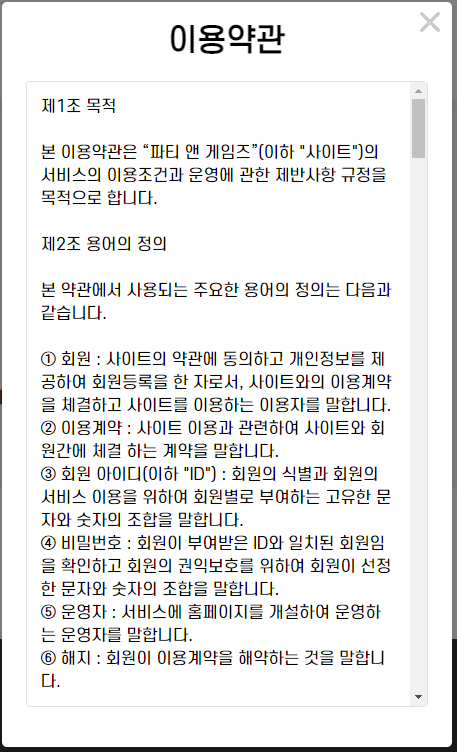 이용약관
제1조 목적
본 이용약관은 “파티 앤 게임즈”(이하 "사이트")의
서비스의 이용조건과 운영에 관한 제반사항 규정을
목적으로 합니다.
제2조 용어의 정의
본 약관에서 사용되는 주요한 용어의 정의는 다음과
같습니다.
① 회원 : 사이트의 약관에 동의하고 개인정보를 제
공하여 회원등록을 한 자로서, 사이트와의 이용계약
을 체결하고 사이트를 이용하는 이용자를 말합니다.
② 이용계약 : 사이트 이용과 관련하여 사이트와 회
원간에 체결 하는 계약을 말합니다.
③ 회원 아이디(이하 "ID") : 회원의 식별과 회원의
서비스 이용을 위하여 회원별로 부여하는 고유한 문
자와 숫자의 조합을 말합니다.
④ 비밀번호 : 회원이 부여받은 ID와 일치된 회원임
을 확인하고 회원의 권익보호를 위하여 회원이 선정
한 문자와 숫자의 조합을 말합니다.
⑤ 운영자 : 서비스에 홈페이지를 개설하여 운영하
는 운영자를 말합니다.
⑥ 해지 : 회원이 이용계약을 해약하는 것을 말합니
다.